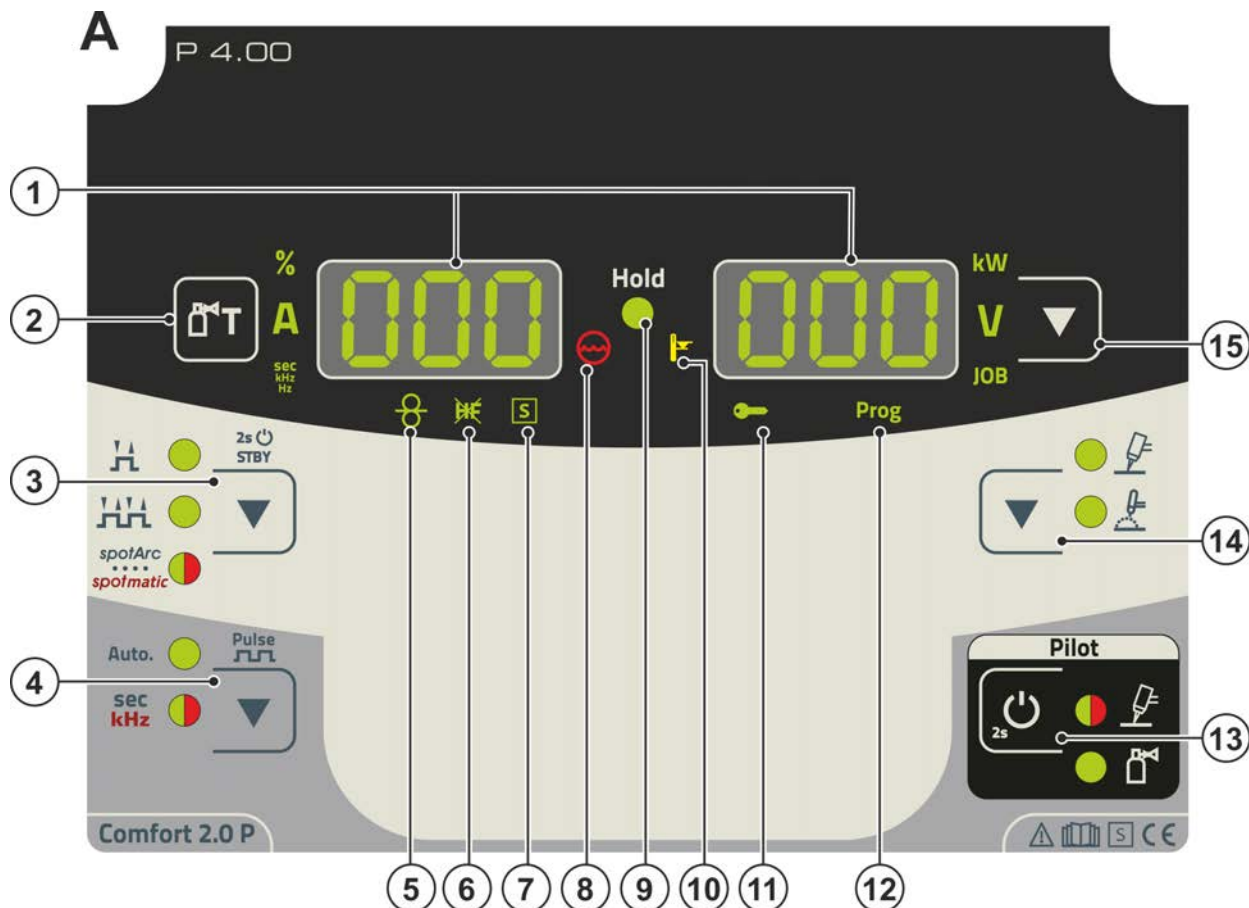 A
P 4.00
1
2
T
%
A
sec
kHz
Hz
000
Hold
000
kW
V
JOB
15
HF
S
Prog
3
2s
STBY
spotArc
spotmatic
14
4
Auto.
Pulse
sec
kHz
Pilot
2s
13
Comfort 2.0 P
S CE
5 6 7 8 9 10 11 12